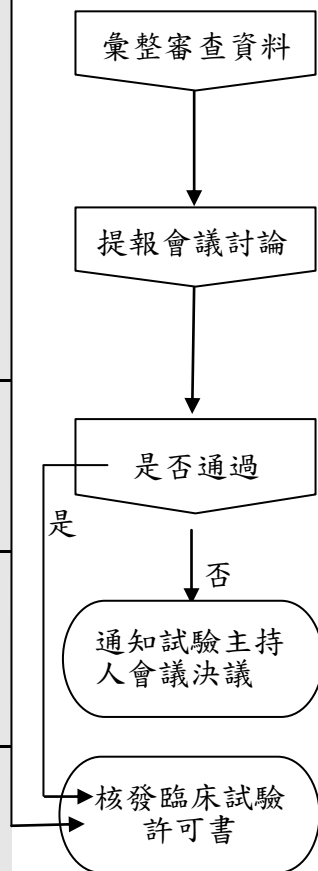 彙整審查資料
提報會議討論
是否通過
是
否
通知試驗主持
人會議決議
核發臨床試驗
許可書